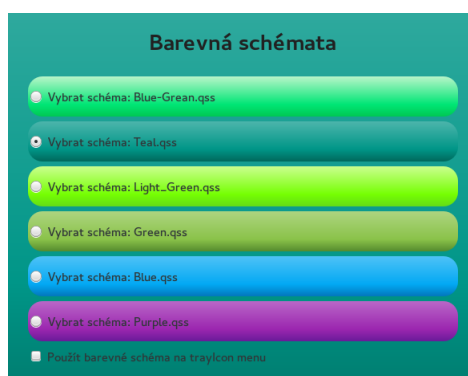 Barevná schémata
Vybrat schéma: Blue-Grean.qss
Vybrat schéma: Teal.qss
Vybrat schéma: Light_Green.qss
Vybrat schéma: Green.qss
Vybrat schéma: Blue.qss
Vybrat schéma: Purple.qss
Použít barevné schéma na trayIcon menu